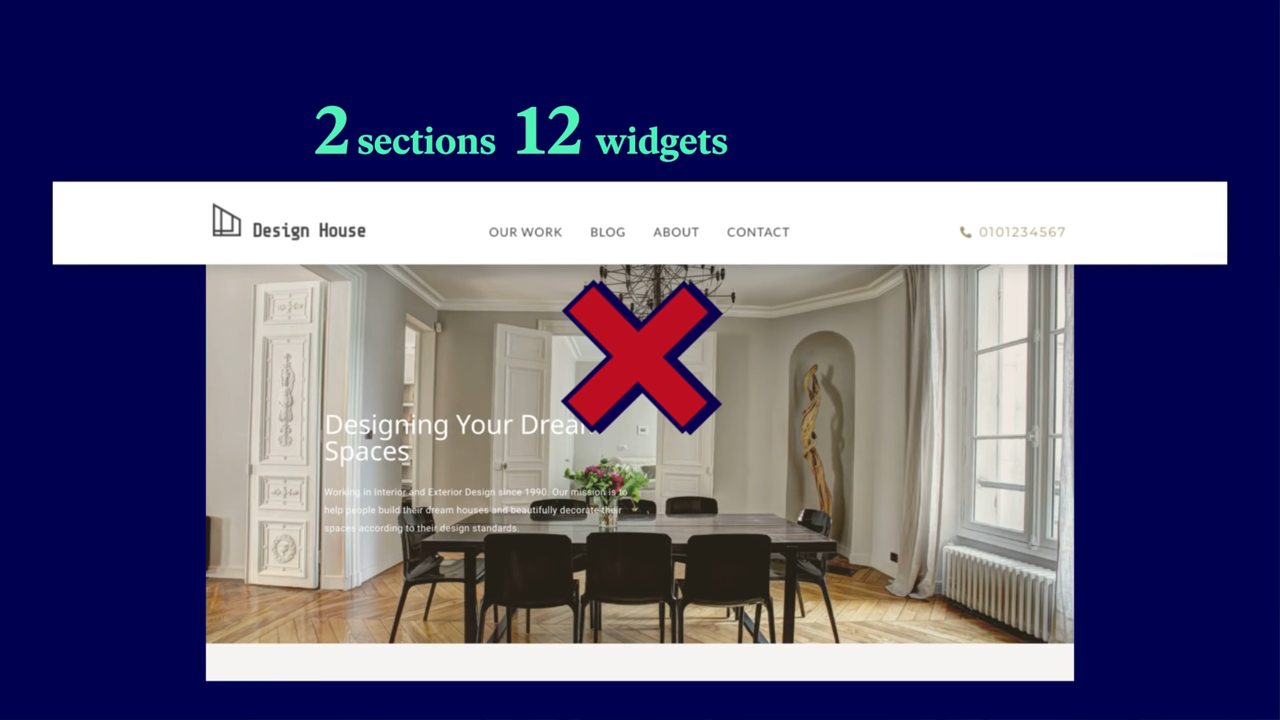 2 sections 12 widgets
Design House OUR WORK BLOG ABOUT CONTACT 0101234567
Designing Your Dream
Spaces
Working in Interior and Exterior Design since 1990. Our mission is to
help people build their dream houses and beautifully decorate their
spaces according to their design standards.